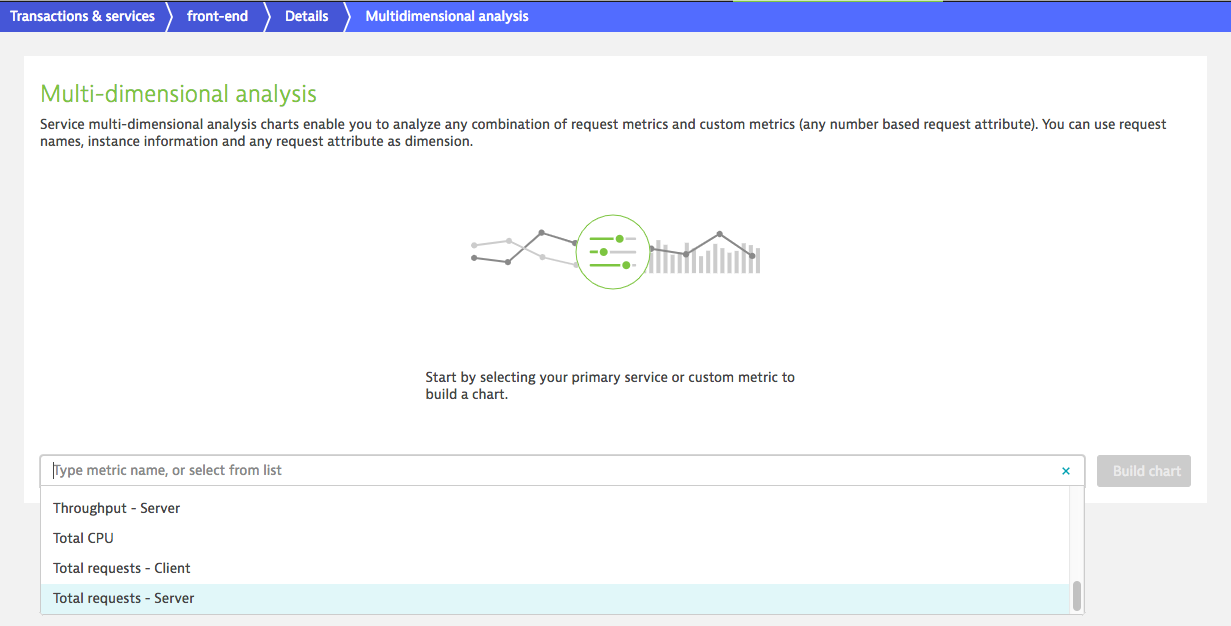 Transactions & services front-end Details Multidimensional analysis
Multi-dimensional analysis
Service multi-dimensional analysis charts enable you to analyze any combination of request metrics and custom metrics (any number based request attribute). You can use request
names, instance information and any request attribute as dimension.
Start by selecting your primary service or custom metric to
build a chart.
Type metric name, or select from list × Build chart
Throughput - Server
Total CPU
Total requests - Client
Total requests - Server